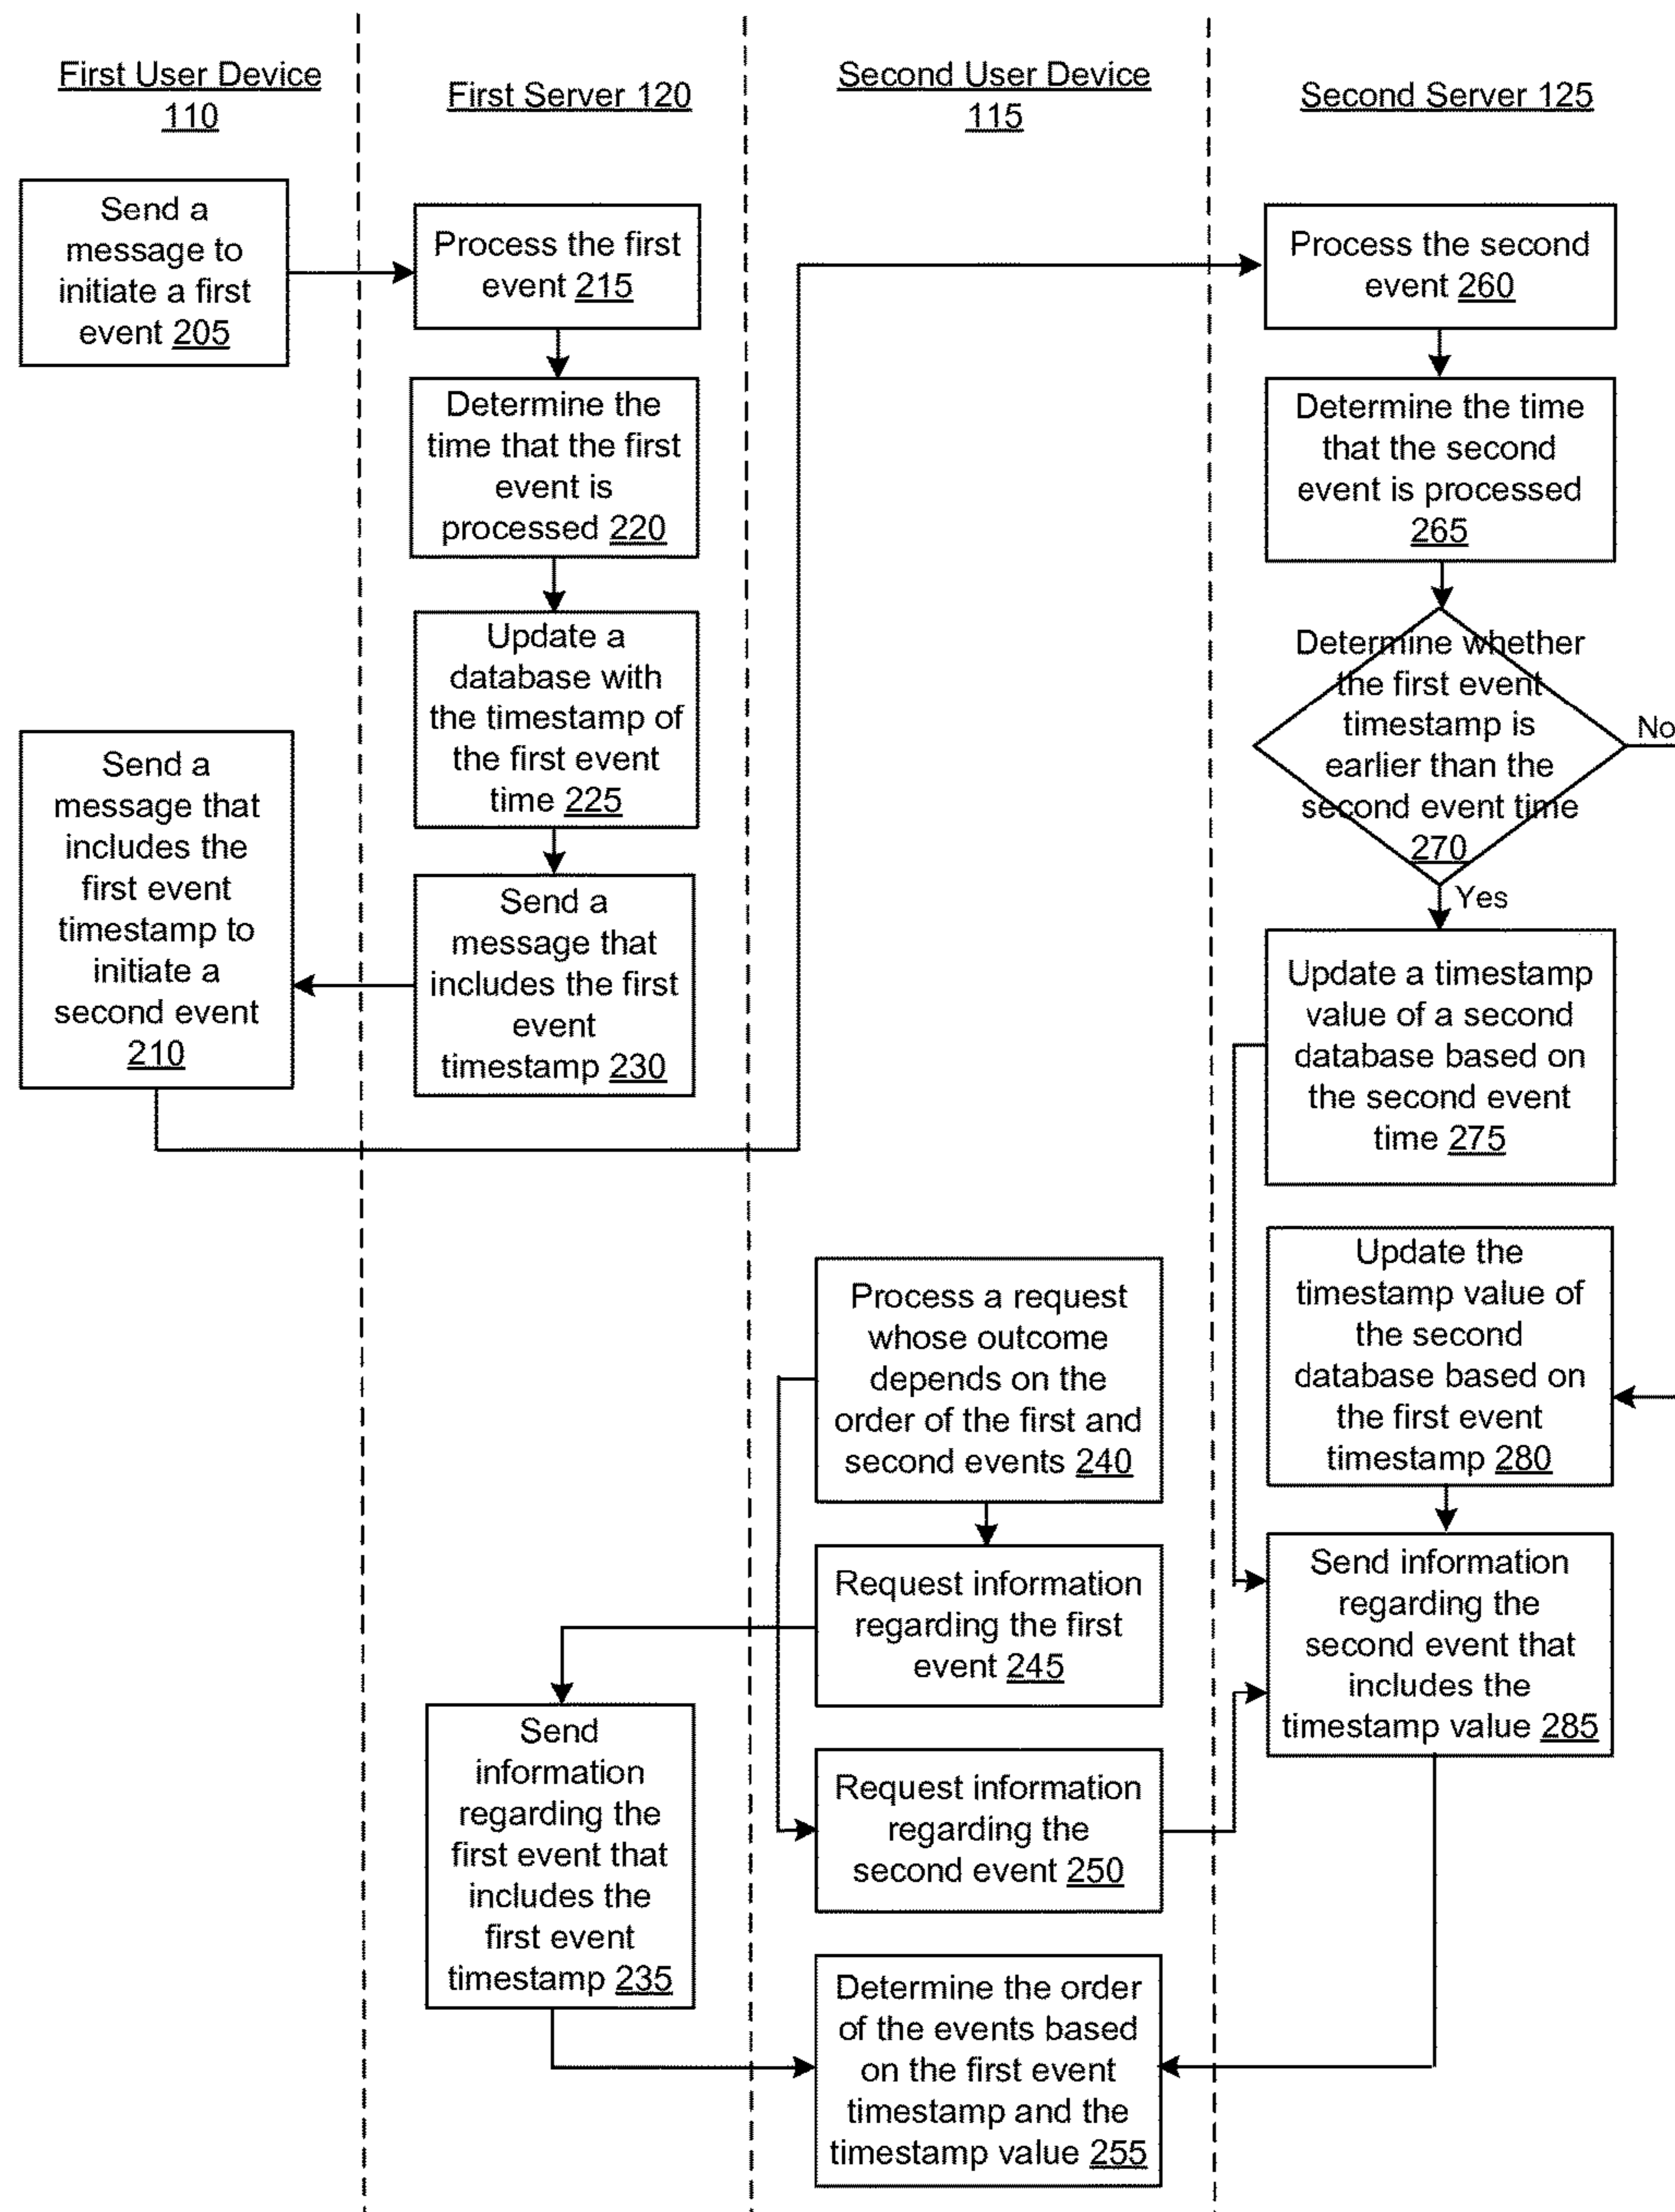 First User Device
110
First Server 120
Second User Device
115
Second Server 125
Send a
message to
initiate a first
event 205
Process the first
event 215
Process the second
event 260
Determine the
time that the first
event is
processed 220
Determine the time
that the second
event is processed
265
Update a
database with
the timestamp of
the first event
time 225
Determine whether
the first event
timestamp is
earlier than the
second event time
270
No
Yes
Send a
message that
includes the
first event
timestamp to
initiate a
second event
210
Send a
message that
includes the first
event
timestamp 230
Update a timestamp
value of a second
database based on
the second event
time 275
Process a request
whose outcome
depends on the
order of the first and
second events 240
Update the
timestamp value of
the second
database based on
the first event
timestamp 280
Request information
regarding the first
event 245
Send information
regarding the
second event that
includes the
timestamp value 285
Send
information
regarding the
first event that
includes the
first event
timestamp 235
Request information
regarding the
second event 250
Determine the order
of the events based
on the first event
timestamp and the
timestamp value 255